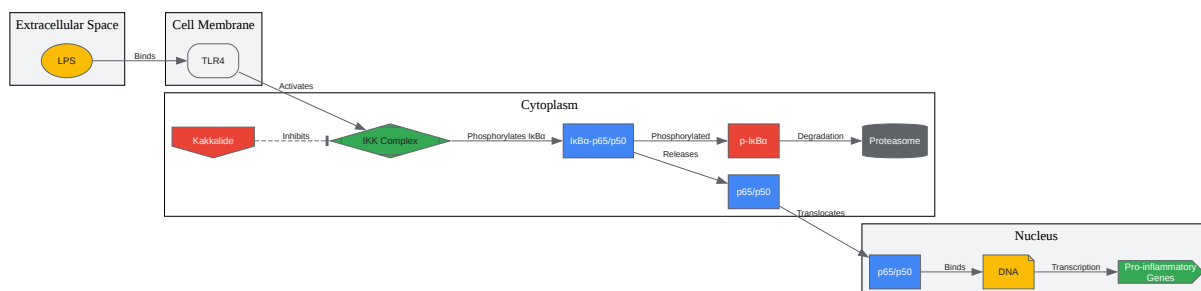 Extracellular Space
Cell Membrane
LPS
Binds
TLR4
Activates
Cytoplasm
Kakkalide
Inhibits
IKK Complex
Phosphorylates IκBα
IκBα-p65/p50
Phosphorylated
p-IκBα
Degradation
Proteasome
Releases
p65/p50
Translocates
Nucleus
p65/p50
Binds
DNA
Transcription
Pro-inflammatory
Genes